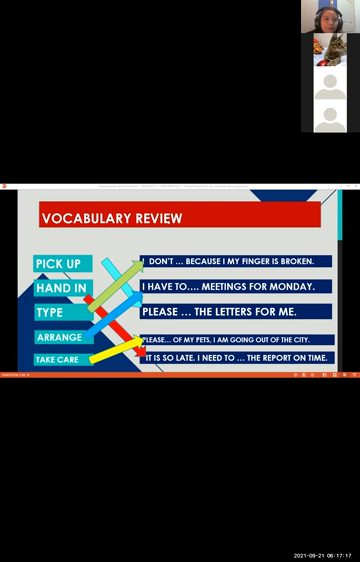 VOCABULARY REVIEW
PICK UP
HAND IN
TYPE
ARRANGE
TAKE CARE
I DON'T ... BECAUSE I MY FINGER IS BROKEN.
I HAVE TO.... MEETINGS FOR MONDAY.
PLEASE ... THE LETTERS FOR ME.
PLEASE... OF MY PETS, I AM GOING OUT OF THE CITY.
IT IS SO LATE. I NEED TO ... THE REPORT ON TIME.
2021-09-21 06:17:17